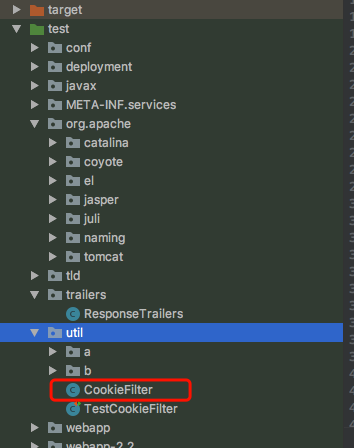 target
test
conf
deployment
javax
META-INF.services
org.apache
catalina
coyote
el
jasper
juli
naming
tomcat
tld
trailers
ResponseTrailers
util
a
b
CookieFilter
TestCookieFilter
webapp
webapp-2.2